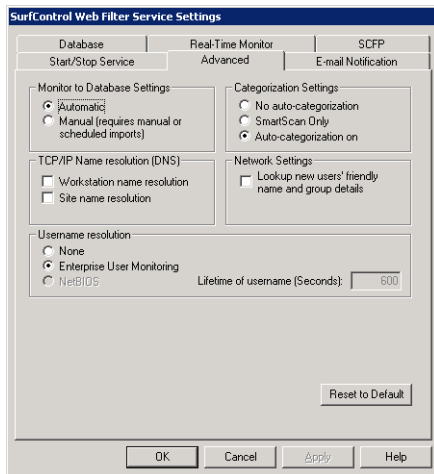 SurfControl Web Filter Service Settings
Database
Real-Time Monitor
SCFP
Start/Stop Service
Advanced
E-mail Notification
Monitor to Database Settings
Automatic
Manual (requires manual or
scheduled imports)
Categorization Settings
No auto-categorization
SmartScan Only
Auto-categorization on
TCP/IP Name resolution (DNS)
Workstation name resolution
Site name resolution
Network Settings
Lookup new users' friendly
name and group details
Username resolution
None
Enterprise User Monitoring
NetBIOS
Lifetime of username (Seconds):
600
Reset to Default
OK
Cancel
Apply
Help